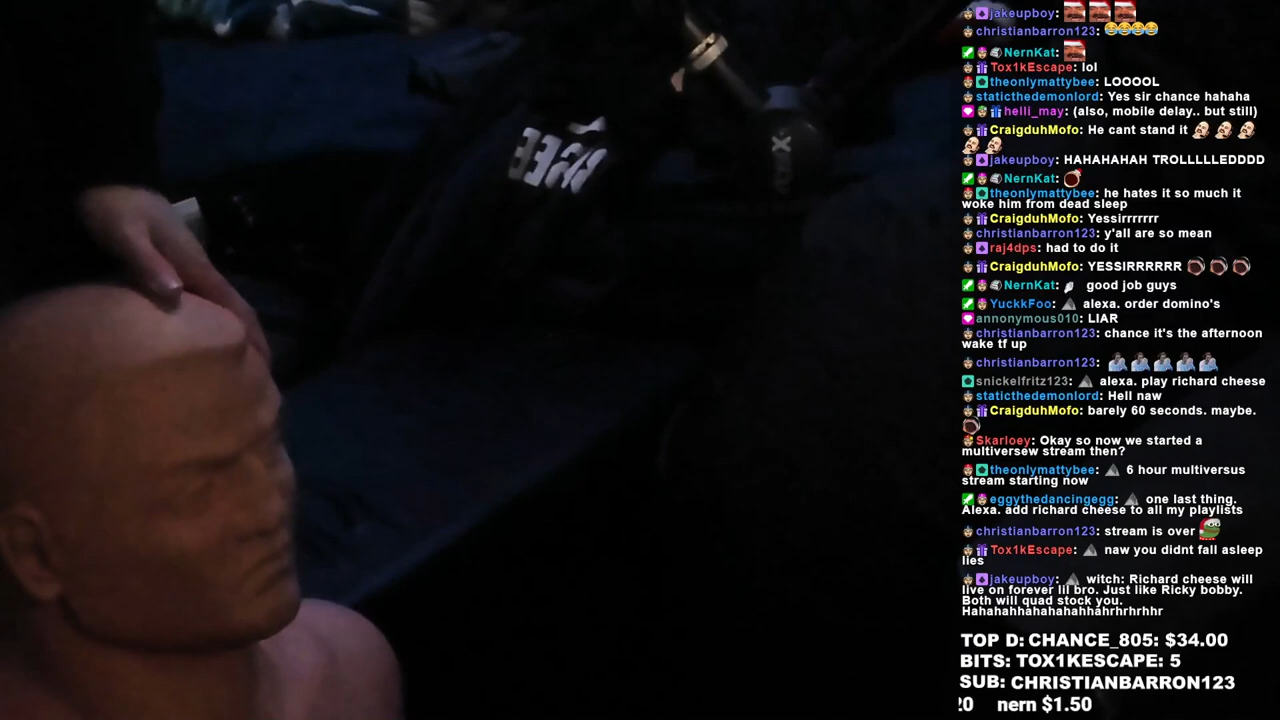 jakeupboy:
christianbarron123:
NernKat:
Tox1kEscape: lol
theonlymattybee: LOOOOL
staticthedemonlord: Yes sir chance hahaha
helli_may: (also, mobile delay.. but still)
CraigduhMofo: He cant stand it
jakeupboy: HAHAHAHAH TROLLLLLEDDDD
NernKat:
theonlymattybee: he hates it so much it
woke him from dead sleep
CraigduhMofo: Yessirrrrrrr
christianbarron123: y'all are so mean
raj4dps: had to do it
CraigduhMofo: YESSIRRRRRR
NernKat: good job guys
YuckkFoo: alexa. order domino's
annonymous010: LIAR
christianbarron123: chance it's the afternoon
wake tf up
christianbarron123:
snickelfritz123: alexa. play richard cheese
staticthedemonlord: Hell naw
CraigduhMofo: barely 60 seconds. maybe.
Skarloey: Okay so now we started a
multiversew stream then?
theonlymattybee: 6 hour multiversus
stream starting now
eggythedancingegg: one last thing.
Alexa. add richard cheese to all my playlists
christianbarron123: stream is over
Tox1kEscape: naw you didnt fall asleep
lies
jakeupboy: witch: Richard cheese will
live on forever lil bro. Just like Ricky bobby.
Both will quad stock you.
Hahahahhahahahahhahrhrhrhhr
TOP D: CHANCE_805: $34.00
BITS: TOX1KESCAPE: 5
SUB: CHRISTIANBARRON123
20 nern $1.50